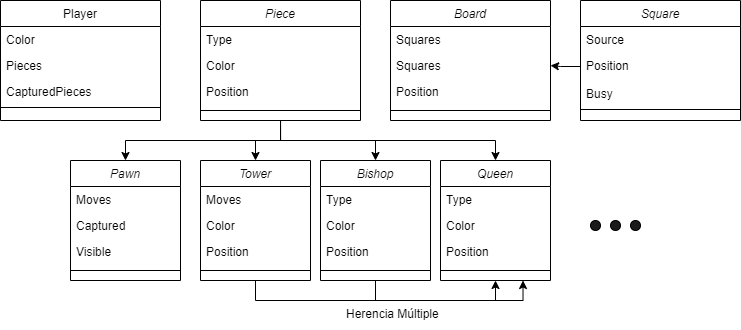 Player
Color
Pieces
CapturedPieces
Piece
Type
Color
Position
Board
Squares
Squares
Position
Square
Source
Position
Busy
Pawn
Moves
Captured
Visible
Tower
Moves
Color
Position
Bishop
Type
Color
Position
Queen
Type
Color
Position
Herencia Múltiple